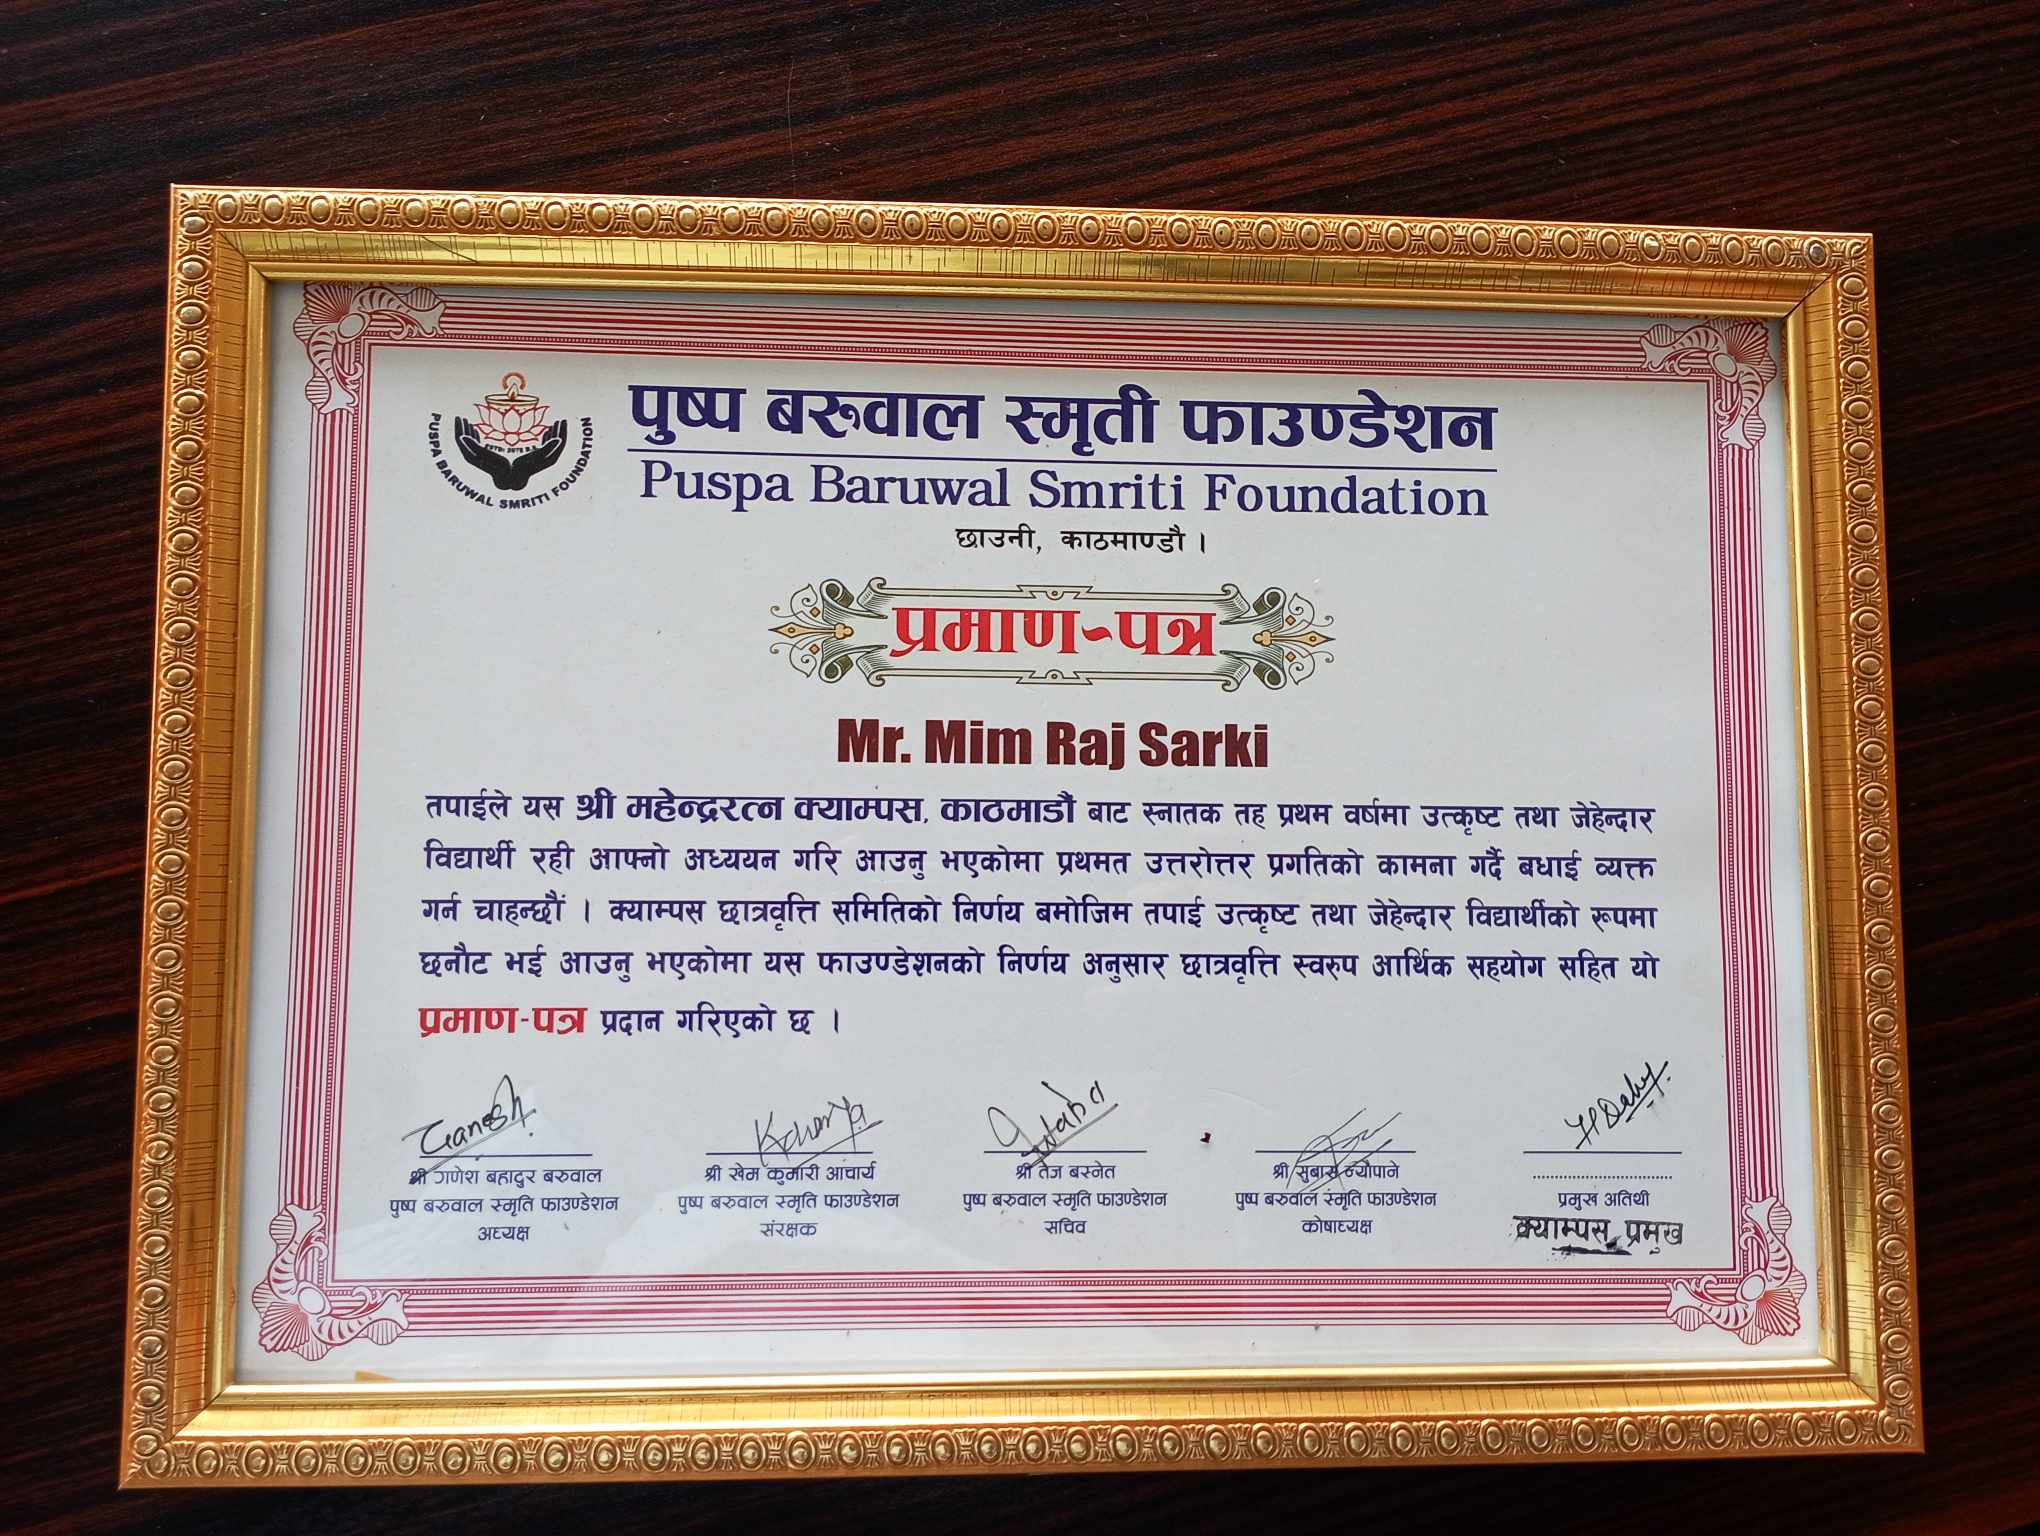 पुष्प बरुवाल स्मृती फाउण्डेशन
PUSPA BARUWAL SMRITI FOUNDATION
Puspa Baruwal Smriti Foundation
छाउनी, काठमाण्डौ ।
प्रमाण-पत्र
Mr. Mim Raj Sarki
तपाईले यस श्री महेन्द्ररत्न क्याम्पस, काठमाडौं बाट स्नातक तह प्रथम वर्षमा उत्कृष्ट तथा जेहेन्दार
विद्यार्थी रही आफ्नो अध्ययन गरि आउनु भएकोमा प्रथमत उत्तरोत्तर प्रगतिको कामना गर्दै बधाई व्यक्त
गर्न चाहन्छौं । क्याम्पस छात्रवृत्ति समितिको निर्णय बमोजिम तपाई उत्कृष्ट तथा जेहेन्दार विद्यार्थीको रूपमा
छनौट भई आउनु भएकोमा यस फाउण्डेशनको निर्णय अनुसार छात्रवृत्ति स्वरुप आर्थिक सहयोग सहित यो
प्रमाण-पत्र प्रदान गरिएको छ ।
Ganesh
श्री गणेश बहादुर बरुवाल
पुष्प बरुवाल स्मृति फाउण्डेशन
अध्यक्ष
श्री खेम कुमारी आचार्य
पुष्प बरुवाल स्मृति फाउण्डेशन
संरक्षक
श्री तेज बस्नेत
पुष्प बरुवाल स्मृति फाउण्डेशन
सचिव
श्री सुबास न्यौपाने
पुष्प बरुवाल स्मृति फाउण्डेशन
कोषाध्यक्ष
प्रमुख अतिथी
क्याम्पस प्रमुख